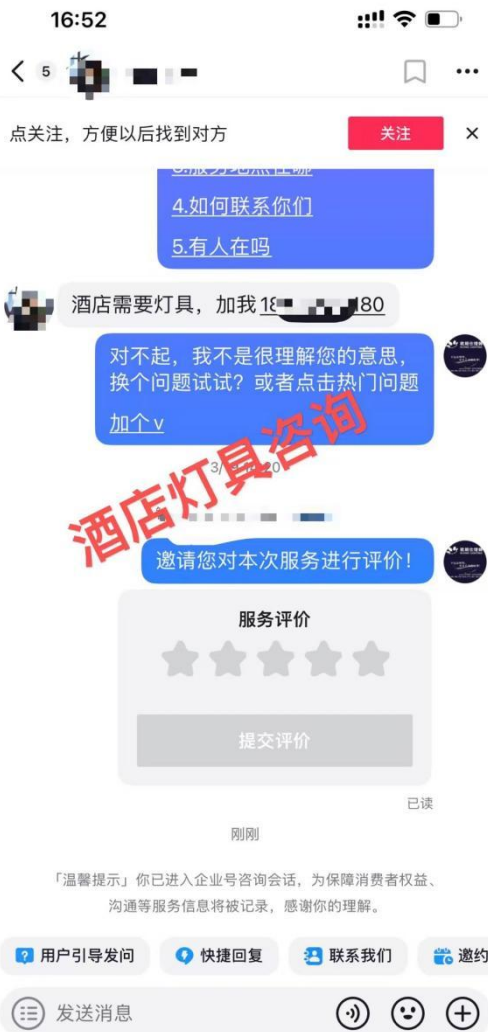 16:52
5
点关注，方便以后找到对方
关注
4.如何联系你们
5.有人在吗
酒店需要灯具，加我18 180
对不起，我不是很理解您的意思，
换个问题试试？或者点击热门问题
加个v
酒店灯具咨询
邀请您对本次服务进行评价！
服务评价
提交评价
已读
刚刚
「温馨提示」你已进入企业号咨询会话，为保障消费者权益、
沟通等服务信息将被记录，感谢你的理解。
用户引导发问
快捷回复
联系我们
邀约
发送消息